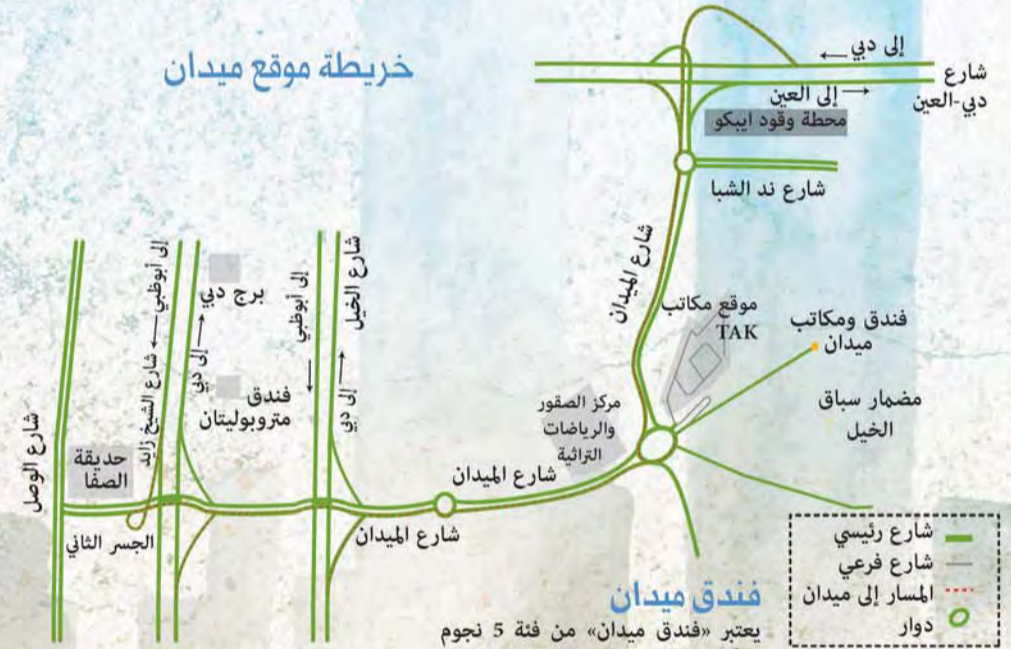 خريطة موقع ميدان
إلى دبي
شارع
دبي-العين
إلى العين
محطة وقود ايبكو
شارع ند الشبا
شارع الميدان
موقع مكاتب
TAK
فندق ومكاتب
ميدان
مضمار سباق
الخيل
مركز الصقور
والرياضات
التراثية
شارع الميدان
شارع الميدان
شارع الخيل
إلى أبوظبي
إلى دبي
برج دبي
فندق
متروبوليتان
إلى أبوظبي
شارع الشيخ زايد
إلى دبي
حديقة
الصفا
شارع الوصل
الجسر الثاني
شارع رئيسي
شارع فرعي
المسار إلى ميدان
دوار
فندق ميدان
يعتبر «فندق ميدان» من فئة 5 نجوم